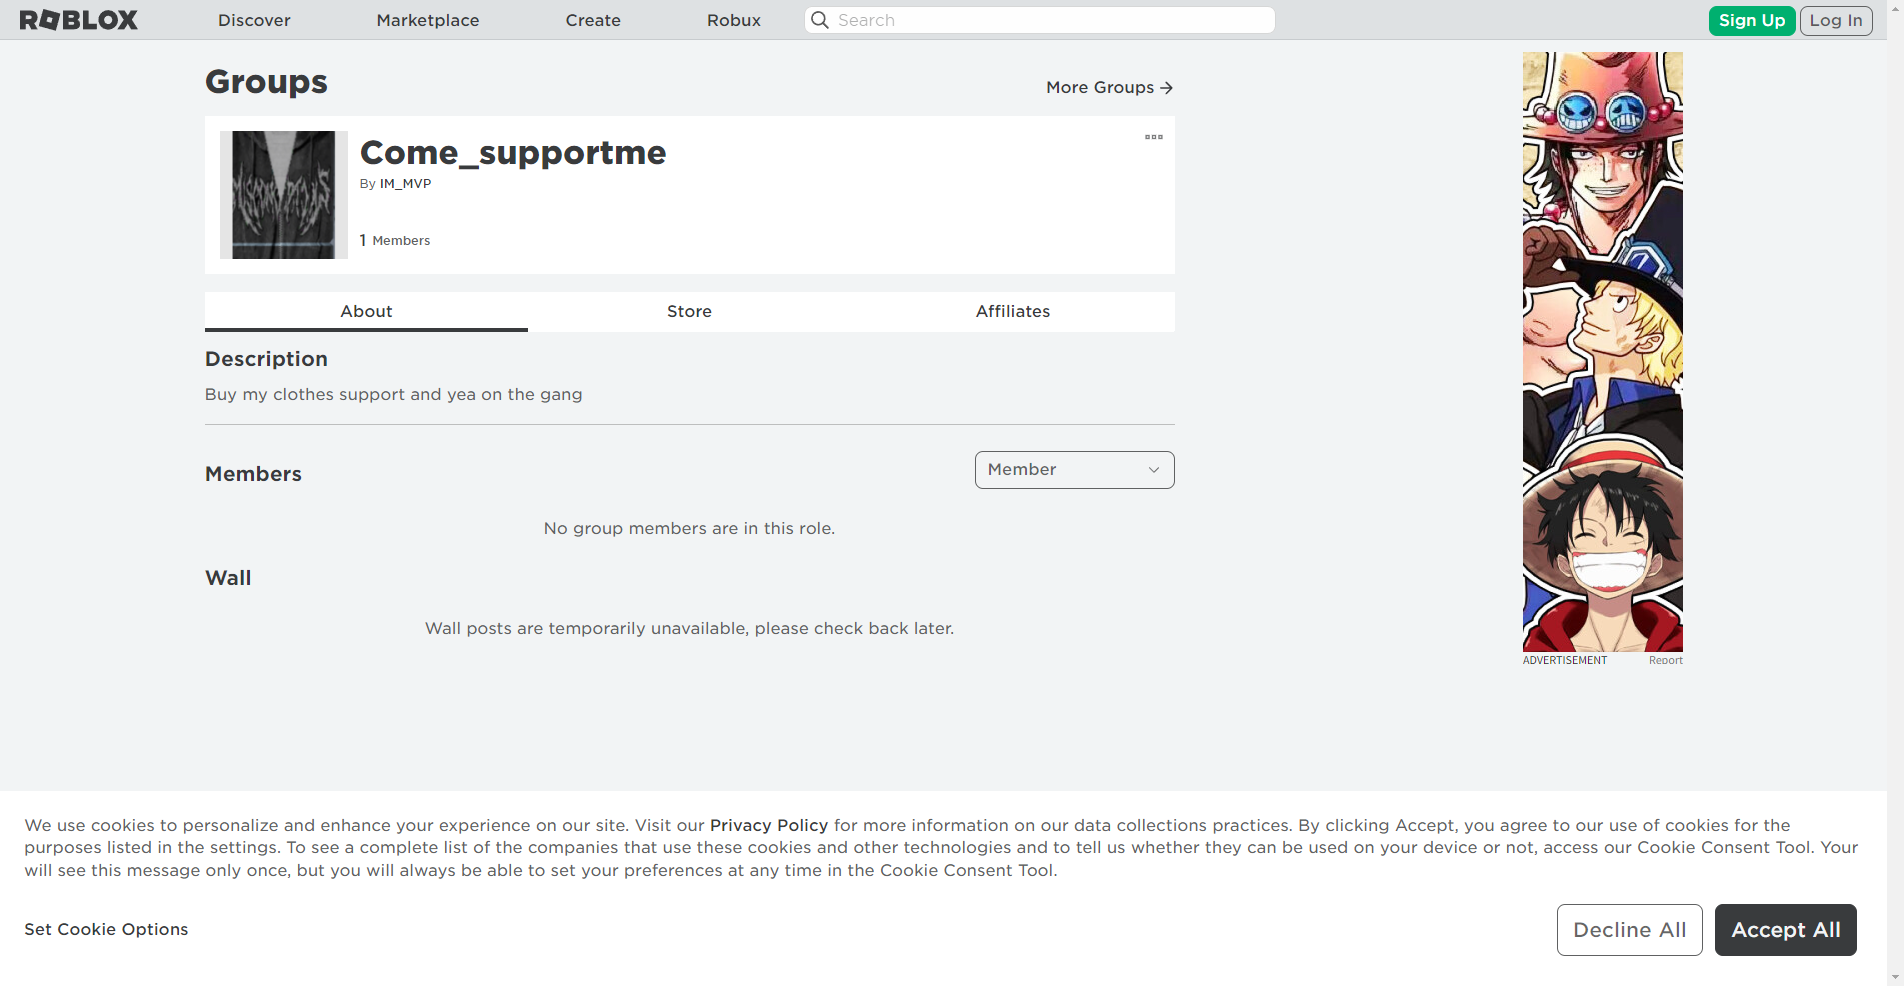 ROBLOX
Discover
Marketplace
Create
Robux
Search
Sign Up
Log In
Groups
More Groups
Come_supportme
By IM_MVP
1 Members
About
Store
Affiliates
Description
Buy my clothes support and yea on the gang
Members
Member
No group members are in this role.
Wall
Wall posts are temporarily unavailable, please check back later.
ADVERTISEMENT
Report
We use cookies to personalize and enhance your experience on our site. Visit our Privacy Policy for more information on our data collections practices. By clicking Accept, you agree to our use of cookies for the
purposes listed in the settings. To see a complete list of the companies that use these cookies and other technologies and to tell us whether they can be used on your device or not, access our Cookie Consent Tool. Your
will see this message only once, but you will always be able to set your preferences at any time in the Cookie Consent Tool.
Set Cookie Options
Decline All
Accept All